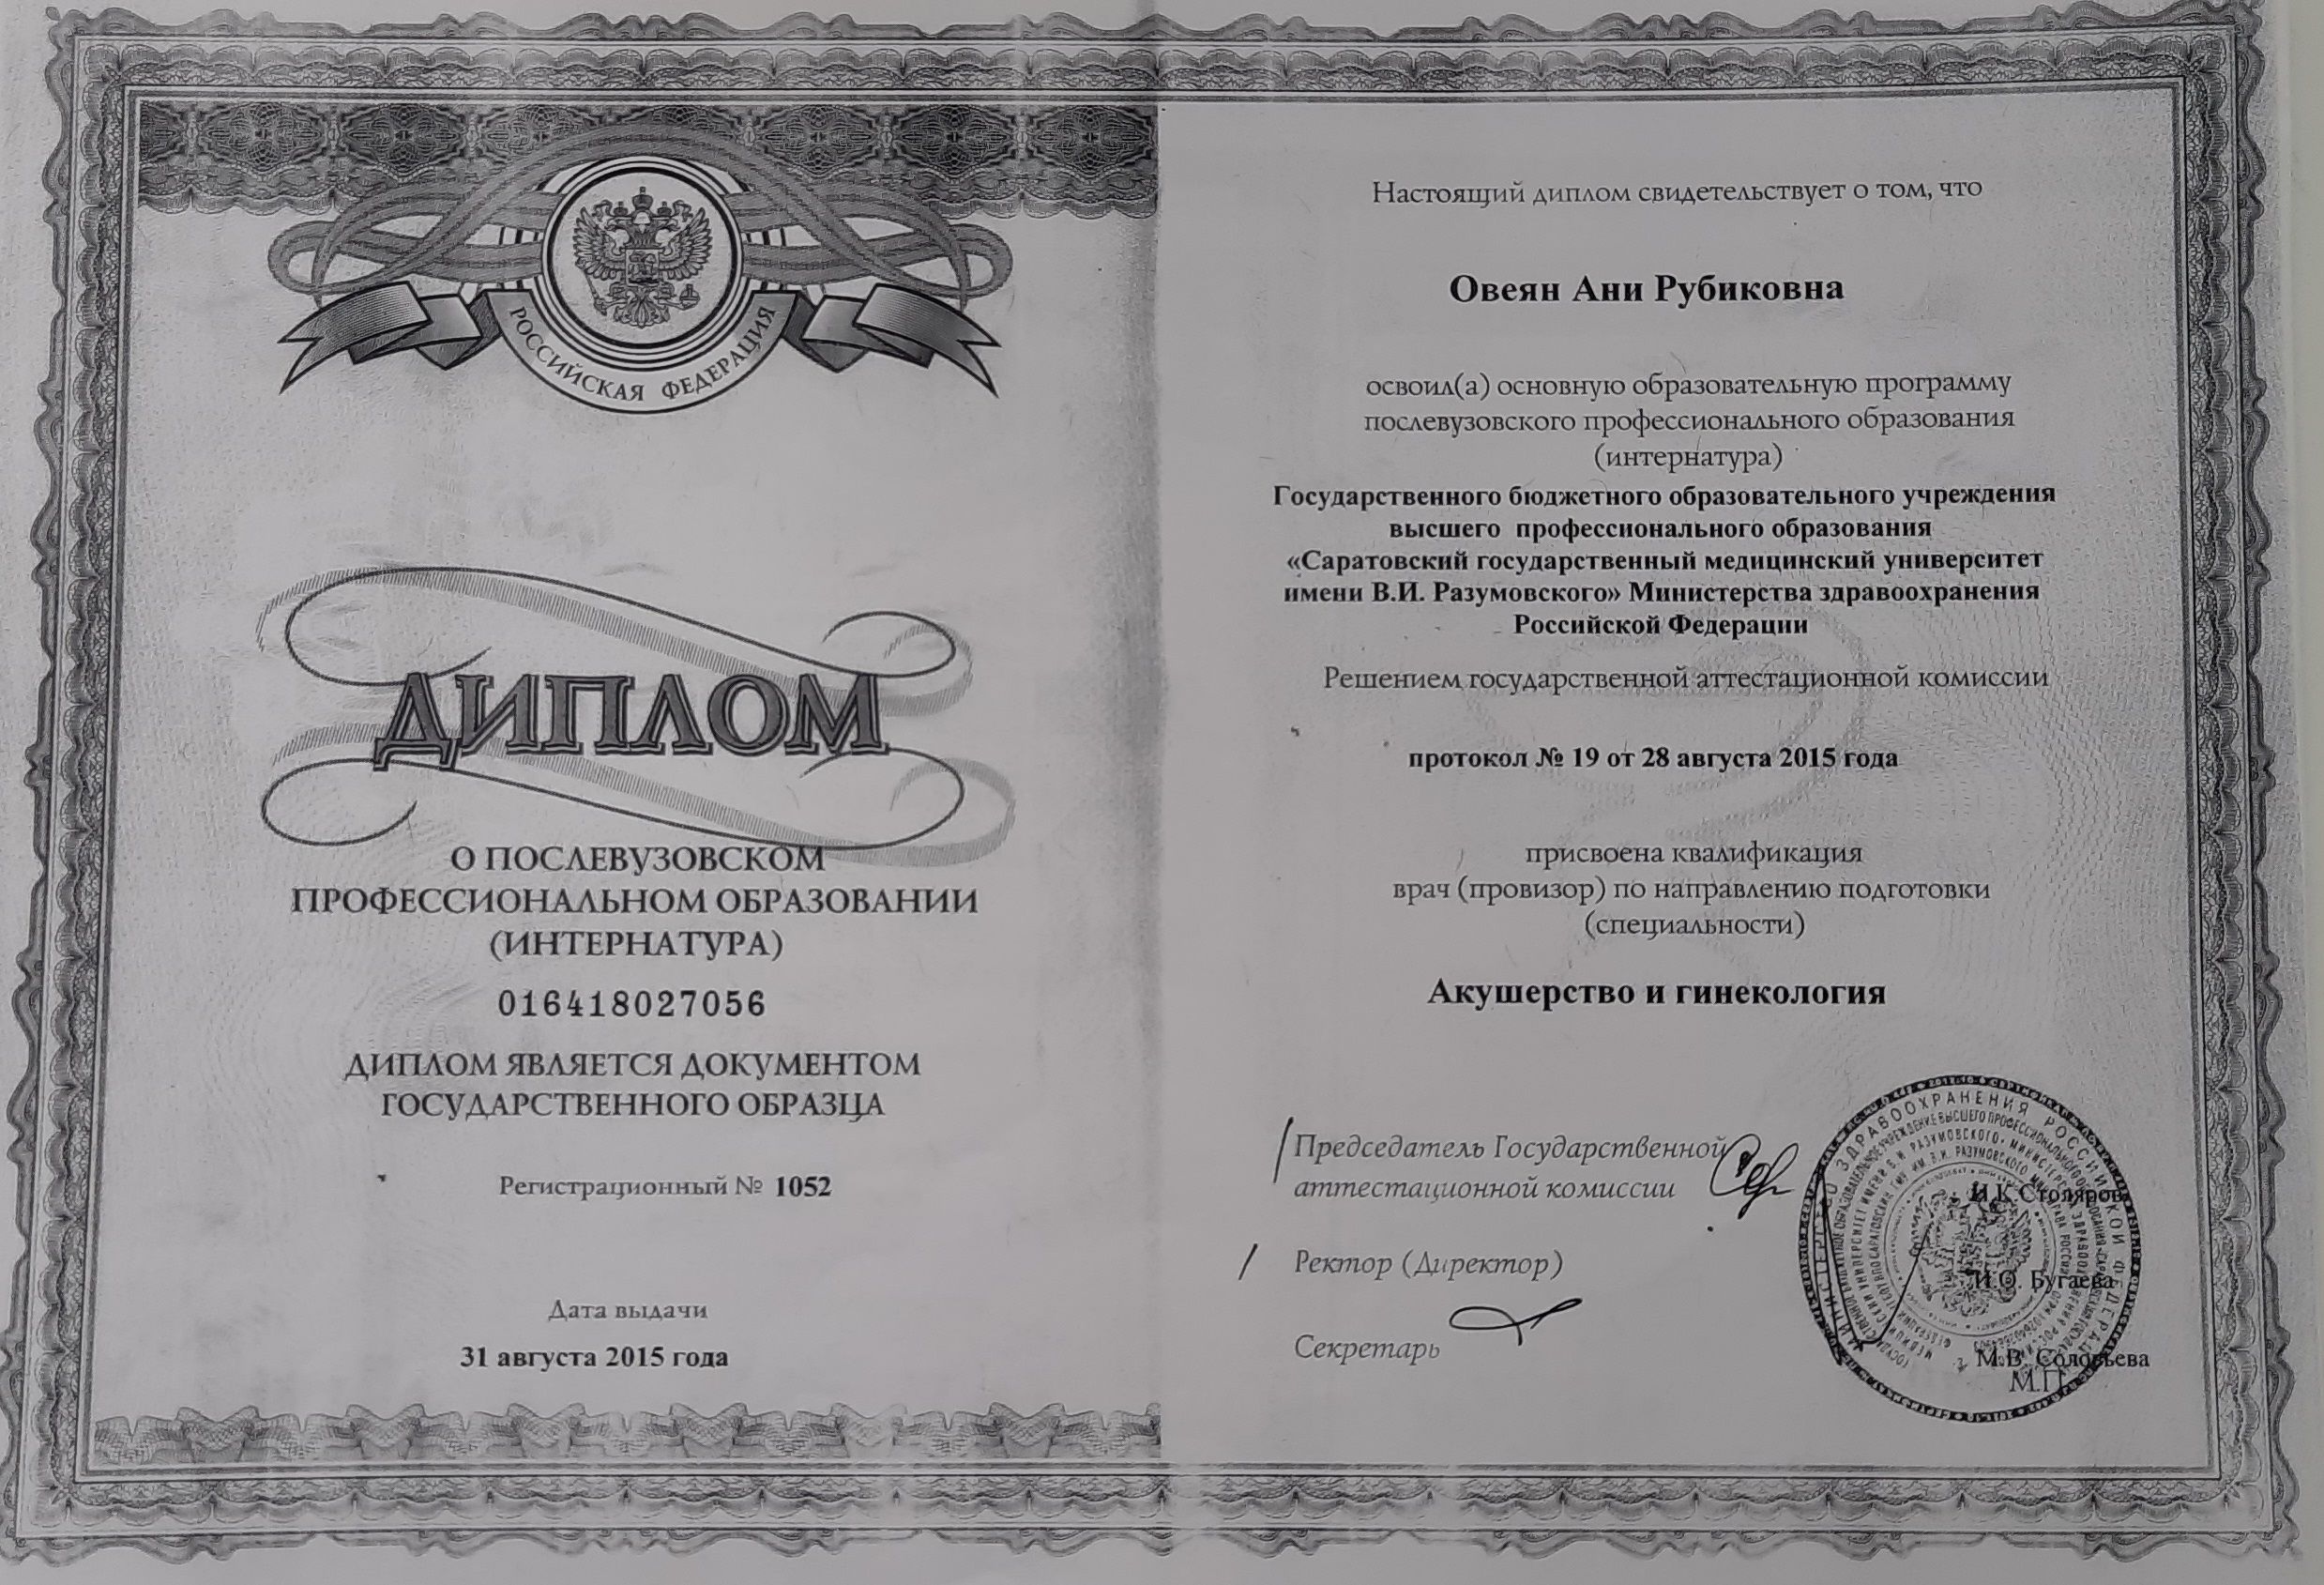 РОССИЙСКАЯ ФЕДЕРАЦИЯ
ДИПЛОМ
О ПОСЛЕВУЗОВСКОМ
ПРОФЕССИОНАЛЬНОМ ОБРАЗОВАНИИ
(ИНТЕРНАТУРА)
016418027056
ДИПЛОМ ЯВЛЯЕТСЯ ДОКУМЕНТОМ
ГОСУДАРСТВЕННОГО ОБРАЗЦА
Регистрационный № 1052
Дата выдачи
31 августа 2015 года
Настоящий диплом свидетельствует о том, что
Овеян Ани Рубиковна
освоил(а) основную образовательную программу
послевузовского профессионального образования
(интернатура)
Государственного бюджетного образовательного учреждения
высшего профессионального образования
«Саратовский государственный медицинский университет
имени В.И. Разумовского» Министерства здравоохранения
Российской Федерации
Решением государственной аттестационной комиссии
протокол № 19 от 28 августа 2015 года
присвоена квалификация
врач (провизор) по направлению подготовки
(специальности)
Акушерство и гинекология
Председатель Государственной
аттестационной комиссии
И.К.Столяров
Ректор (Директор)
И.О. Бугаева
Секретарь
М.В. Соловьева
М.П.
ЗДРАВООХРАНЕНИЯ РОССИЙСКОЙ ФЕДЕРАЦИИ